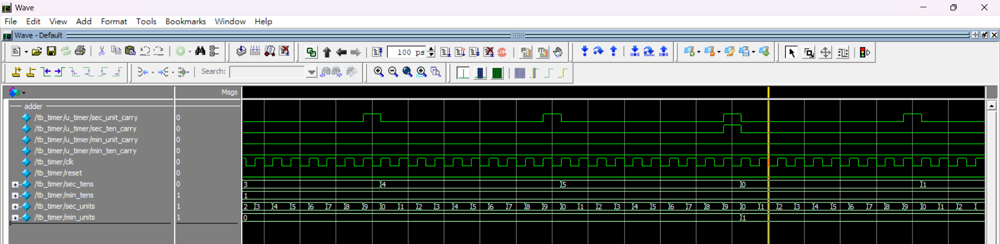 Wave
File Edit View Add Format Tools Bookmarks Window Help
Wave - Default
100 ps
Search:
Msgs
adder
/tb_timer/u_timer/sec_unit_carry 0
/tb_timer/u_timer/sec_ten_carry 0
/tb_timer/u_timer/min_unit_carry 0
/tb_timer/u_timer/min_ten_carry 0
/tb_timer/clk 0
/tb_timer/reset 0
/tb_timer/sec_tens 0 3 4 5 0 1
/tb_timer/min_tens 1 1
/tb_timer/sec_units 1 2 3 4 5 6 7 8 9 0 1 2 3 4 5 6 7 8 9 0 1 2 3 4 5 6 7 8 9 0 1 2 3 4 5 6 7 8 9 0 1 2
/tb_timer/min_units 1 0 1